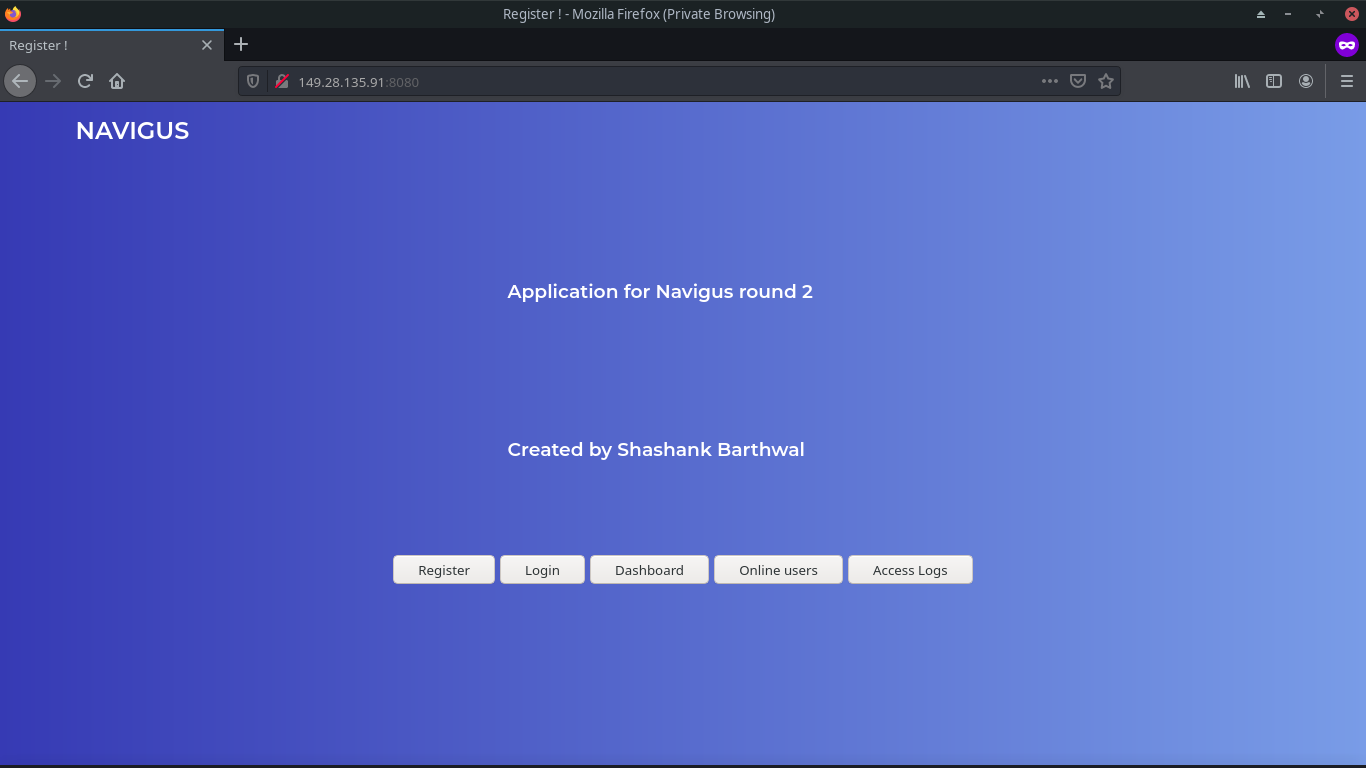 Register ! - Mozilla Firefox (Private Browsing)
Register !
149.28.135.91:8080
NAVIGUS
Application for Navigus round 2
Created by Shashank Barthwal
Register Login Dashboard Online users Access Logs